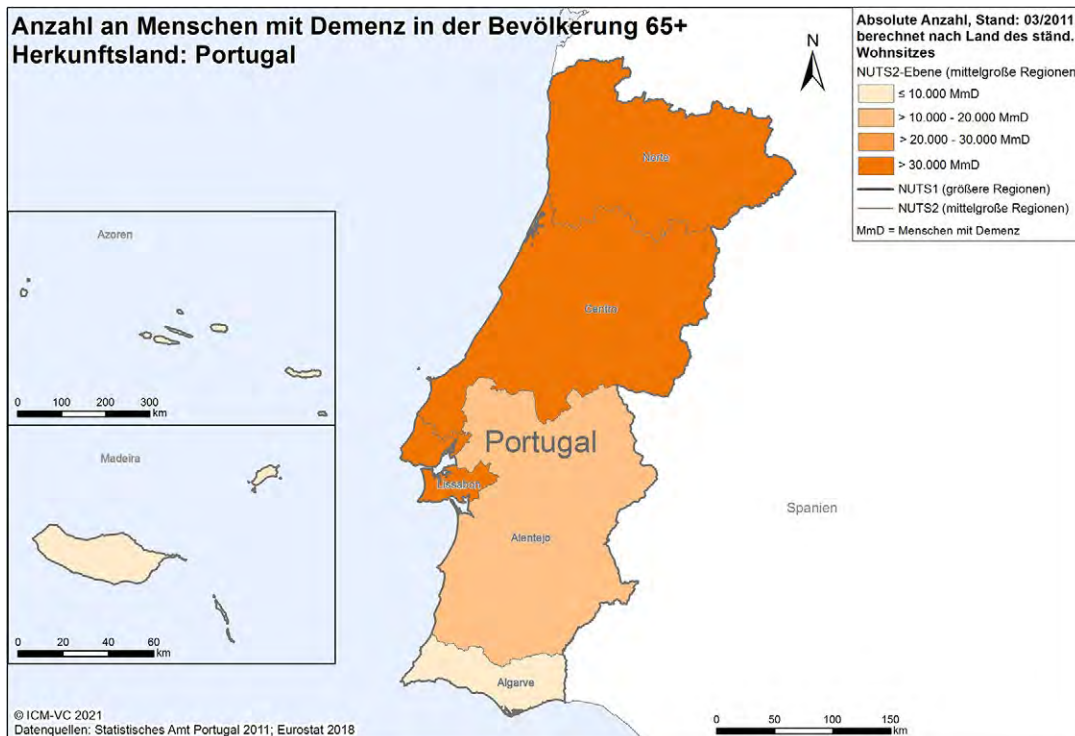 Anzahl an Menschen mit Demenz in der Bevölkerung 65+
Herkunftsland: Portugal
N
Absolute Anzahl, Stand: 03/2011
berechnet nach Land des ständ.
Wohnsitzes
NUTS2-Ebene (mittelgroße Regionen
≤ 10.000 MmD
> 10.000 - 20.000 MmD
> 20.000 - 30.000 MmD
> 30.000 MmD
NUTS1 (größere Regionen)
NUTS2 (mittelgroße Regionen)
MmD = Menschen mit Demenz
Norte
Azoren
Centro
0 100 200 300
km
Portugal
Madeira
Lissabon
Spanien
Alentejo
0 20 40 60
km
Algarve
© ICM-VC 2021
Datenquellen: Statistisches Amt Portugal 2011; Eurostat 2018
0 50 100 150
km